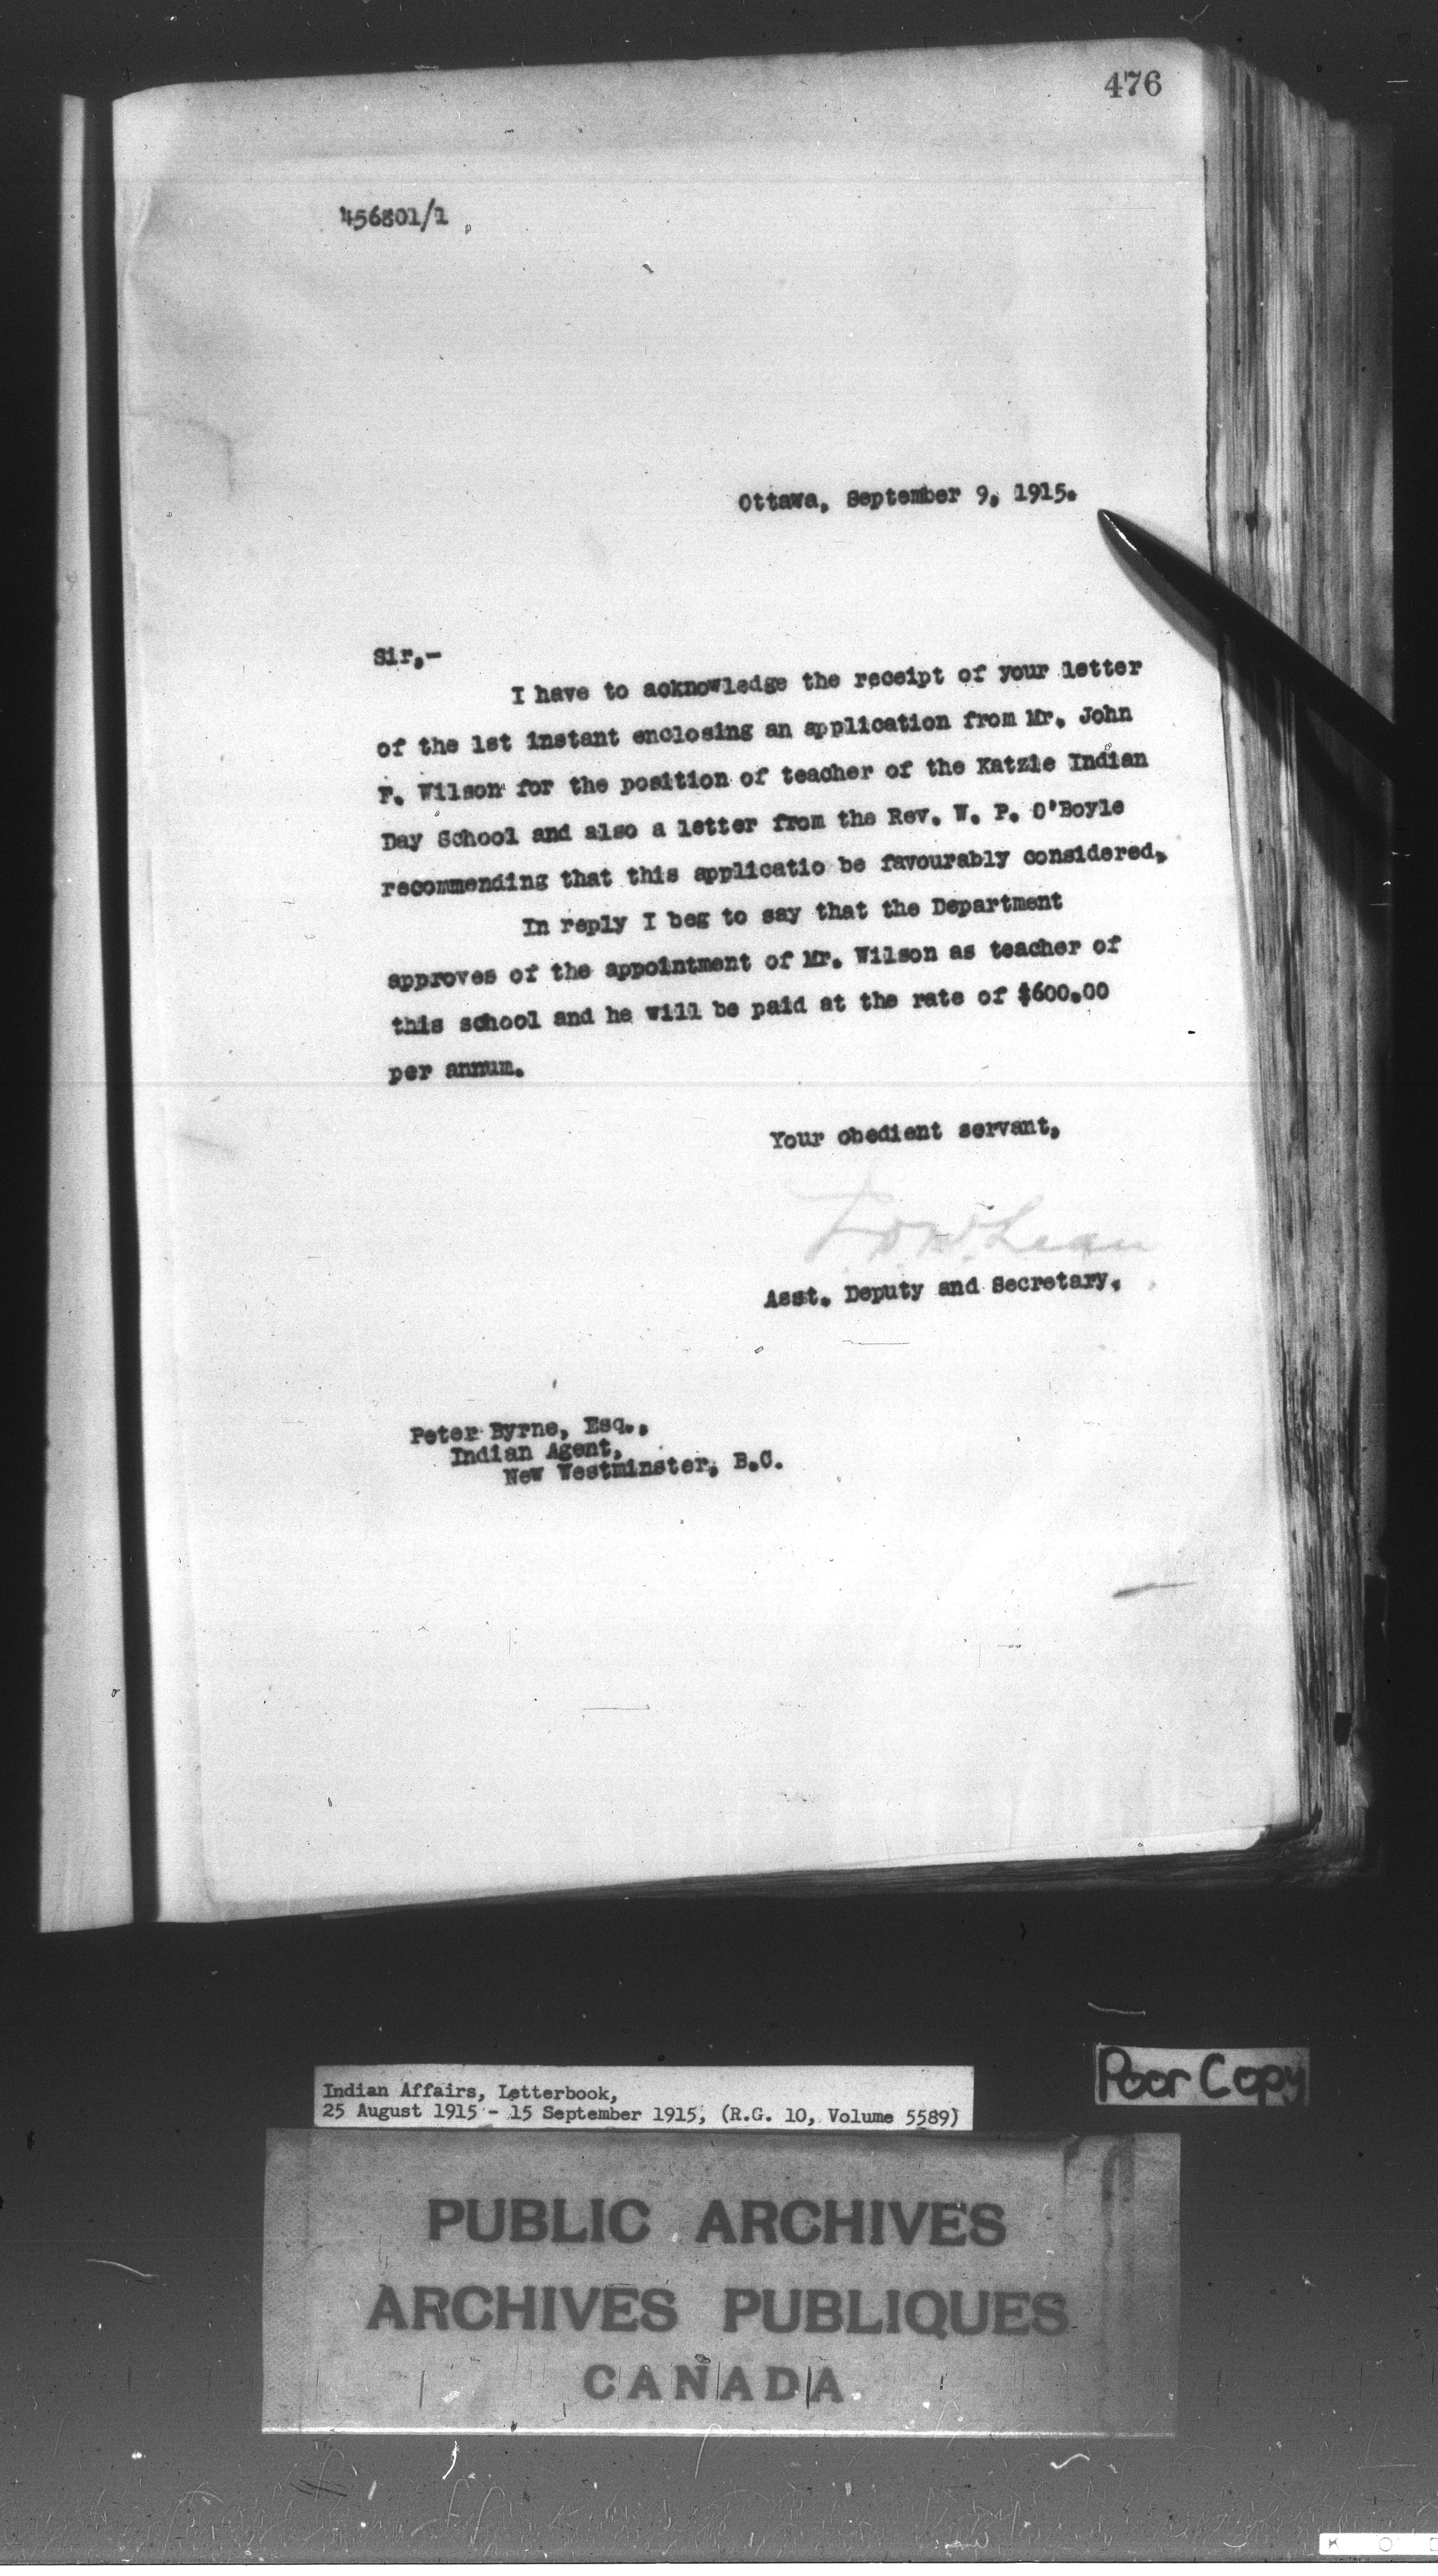 476
456801/1
Ottawa, September 9, 1915.
Sir,-
I have to acknowledge the receipt of your letter
of the 1st instant enclosing an application from Mr. John
F. Wilson for the position of teacher of the Katzie Indian
Day School and also a letter from the Rev. W. P. O'Boyle
recommending that this applicatio be favourably considered.
In reply I beg to say that the Department
approves of the appointment of Mr. Wilson as teacher of
this school and he will be paid at the rate of $600.00
per annum.
Your obedient servant,
Asst. Deputy and Secretary.
Peter Byrne, Esq.,
Indian Agent,
New Westminster, B.C.
Indian Affairs, Letterbook,
25 August 1915 - 15 September 1915, (R.G. 10, Volume 5589)
Poor Copy
PUBLIC ARCHIVES
ARCHIVES PUBLIQUES
CANADA